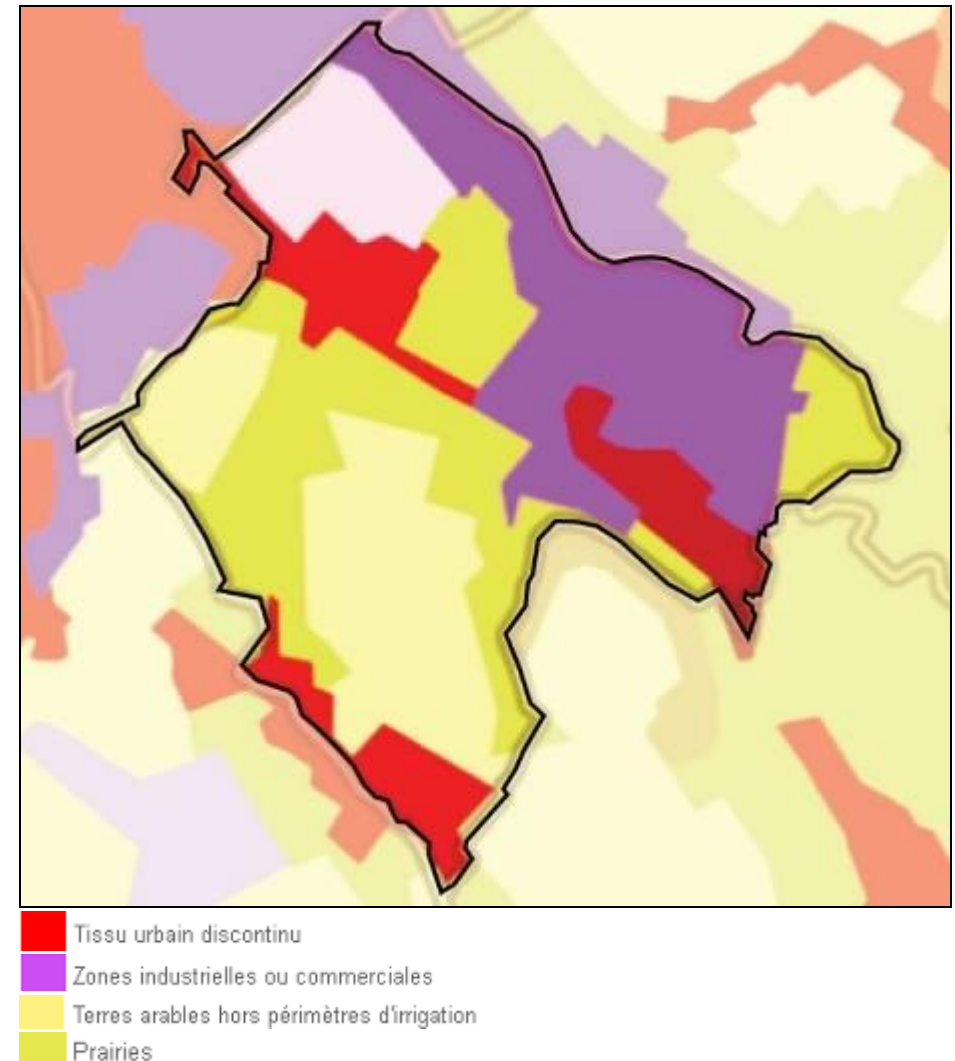 Tissu urbain discontinu
Zones industrielles ou commerciales
Terres arables hors périmètres d'irrigation
Prairies